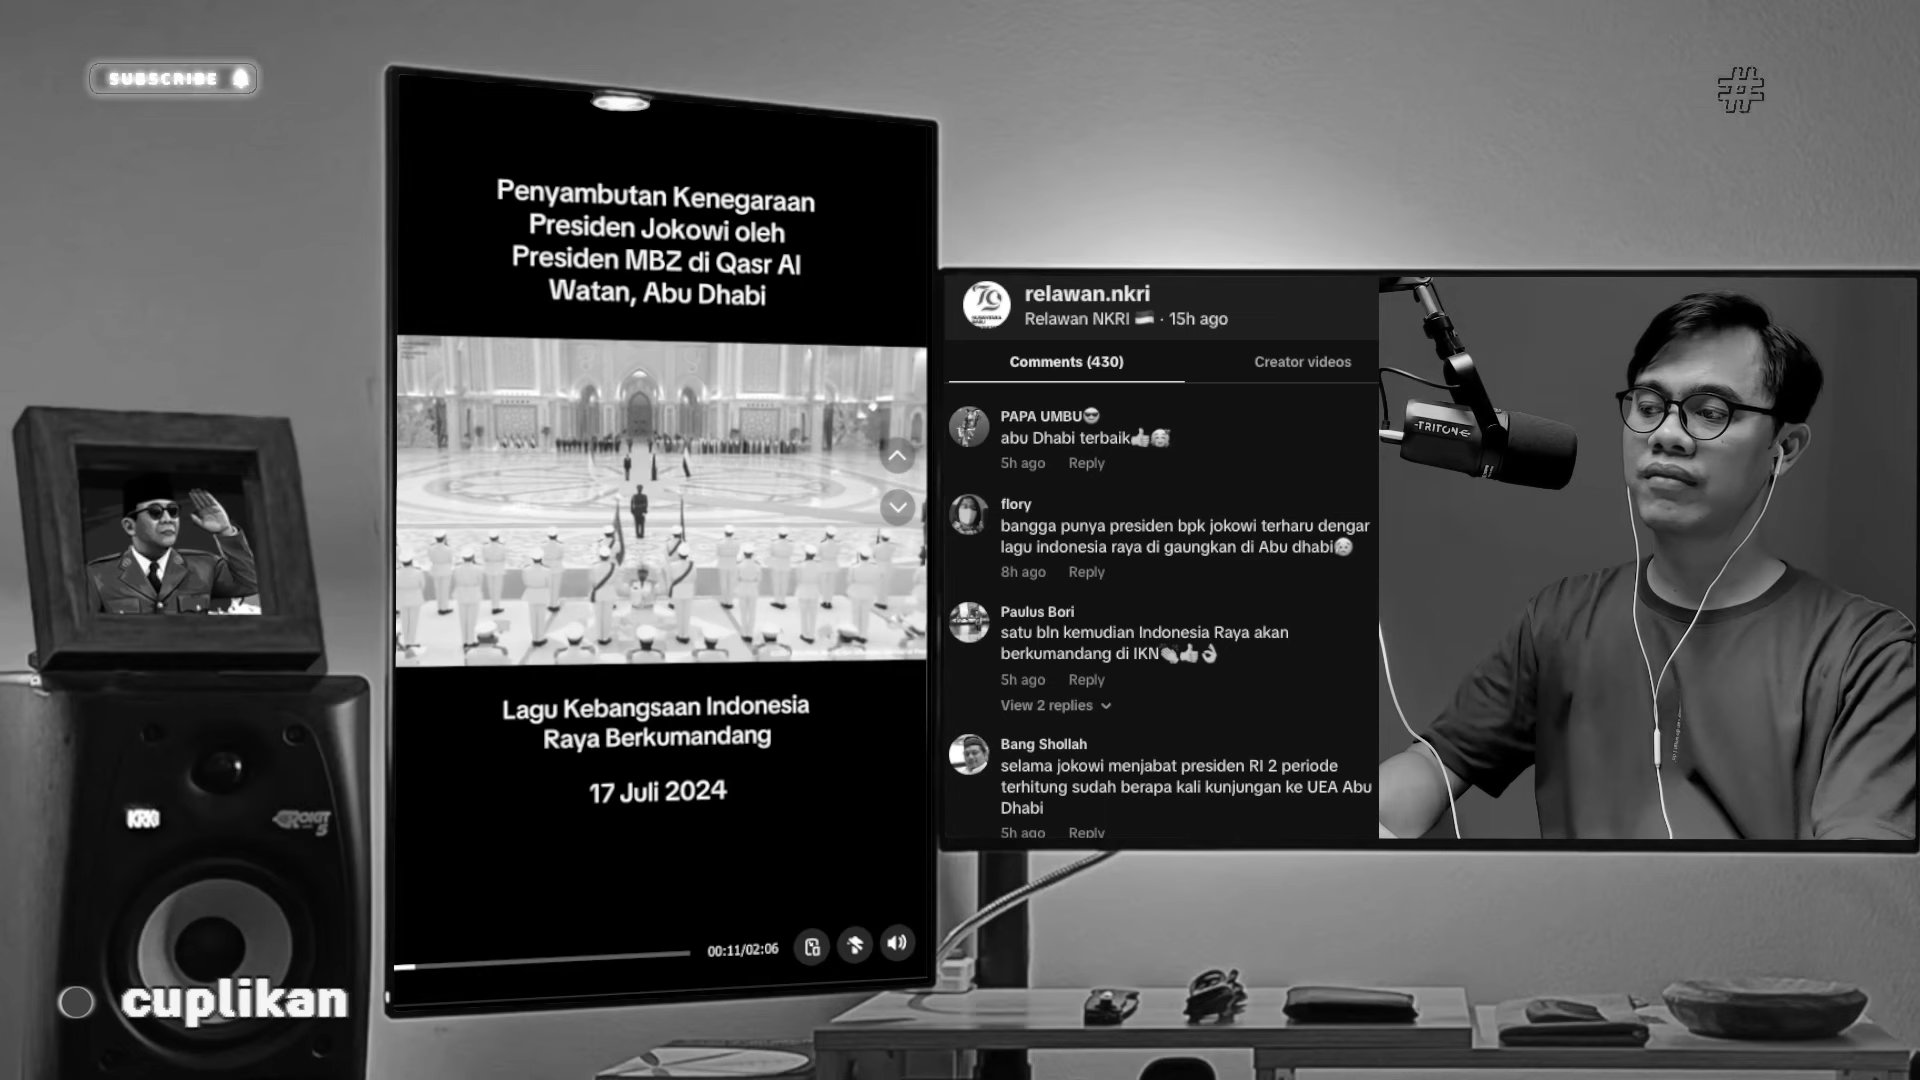 SUBSCRIBE
Penyambutan Kenegaraan
Presiden Jokowi oleh
Presiden MBZ di Qasr Al
Watan, Abu Dhabi
Lagu Kebangsaan Indonesia
Raya Berkumandang
17 Juli 2024
00:11/02:06
relawan.nkri
Relawan NKRI 🇮🇩 · 15h ago
Comments (430)
Creator videos
PAPA UMBU😎
abu Dhabi terbaik👍🥰
5h ago Reply
flory
bangga punya presiden bpk jokowi terharu dengar
lagu indonesia raya di gaungkan di Abu dhabi🥹
8h ago Reply
Paulus Bori
satu bln kemudian Indonesia Raya akan
berkumandang di IKN👏👍👌
5h ago Reply
View 2 replies
Bang Shollah
selama jokowi menjabat presiden RI 2 periode
terhitung sudah berapa kali kunjungan ke UEA Abu
Dhabi
5h ago Reply
TRITON
KRK
ROKIT 5
cuplikan